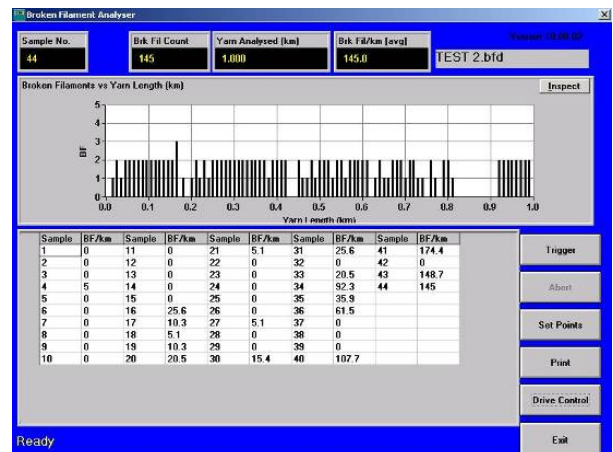 Broken Filament Analyser
Sample No. Brk Fil Count Yarn Analysed (km) Brk Fil/km (avg)
Version 10.00.02
44 145 1.000 145.0 TEST 2.bfd
Broken Filaments vs Yarn Length (km) Inspect
5
4
3
BF
2
1
0
0.0 0.1 0.2 0.3 0.4 0.5 0.6 0.7 0.8 0.9 1.0
Yarn Length (km)
Sample BF/km Sample BF/km Sample BF/km Sample BF/km Sample BF/km
1 0 11 0 21 5.1 31 25.6 41 174.4
2 0 12 0 22 0 32 0 42 0
3 0 13 0 23 0 33 20.5 43 148.7
4 5 14 0 24 0 34 92.3 44 145
5 0 15 0 25 0 35 35.9
6 0 16 25.6 26 0 36 61.5
7 0 17 10.3 27 5.1 37 0
8 0 18 5.1 28 0 38 0
9 0 19 10.3 29 0 39 0
10 0 20 20.5 30 15.4 40 107.7
Trigger
Abort
Set Points
Print
Drive Control
Exit
Ready